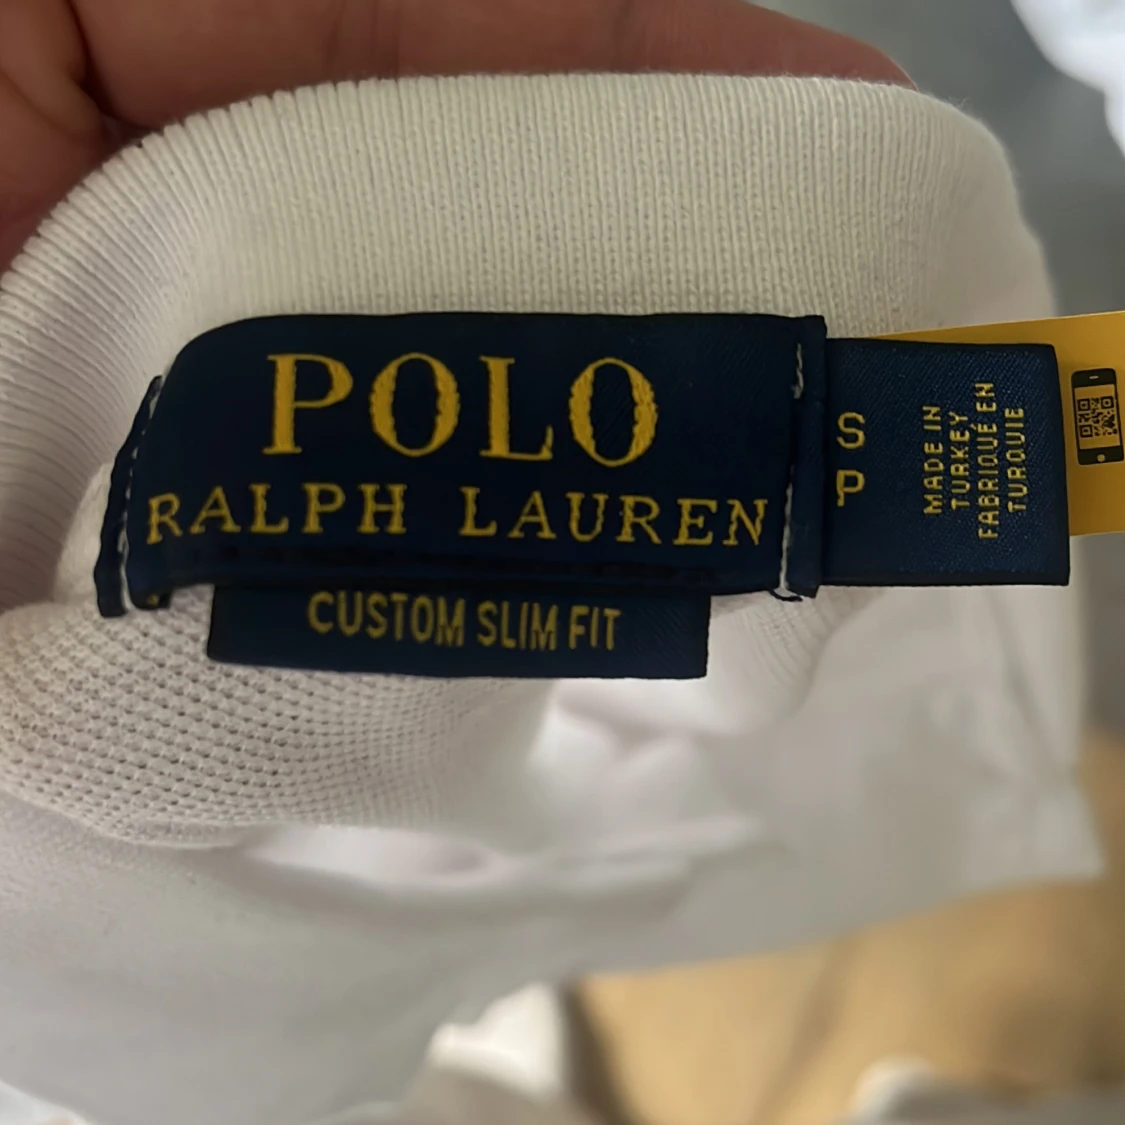 POLO
RALPH LAUREN
CUSTOM SLIM FIT
S
P
MADE IN
TURKEY
FABRIQUÉ EN
TURQUIE